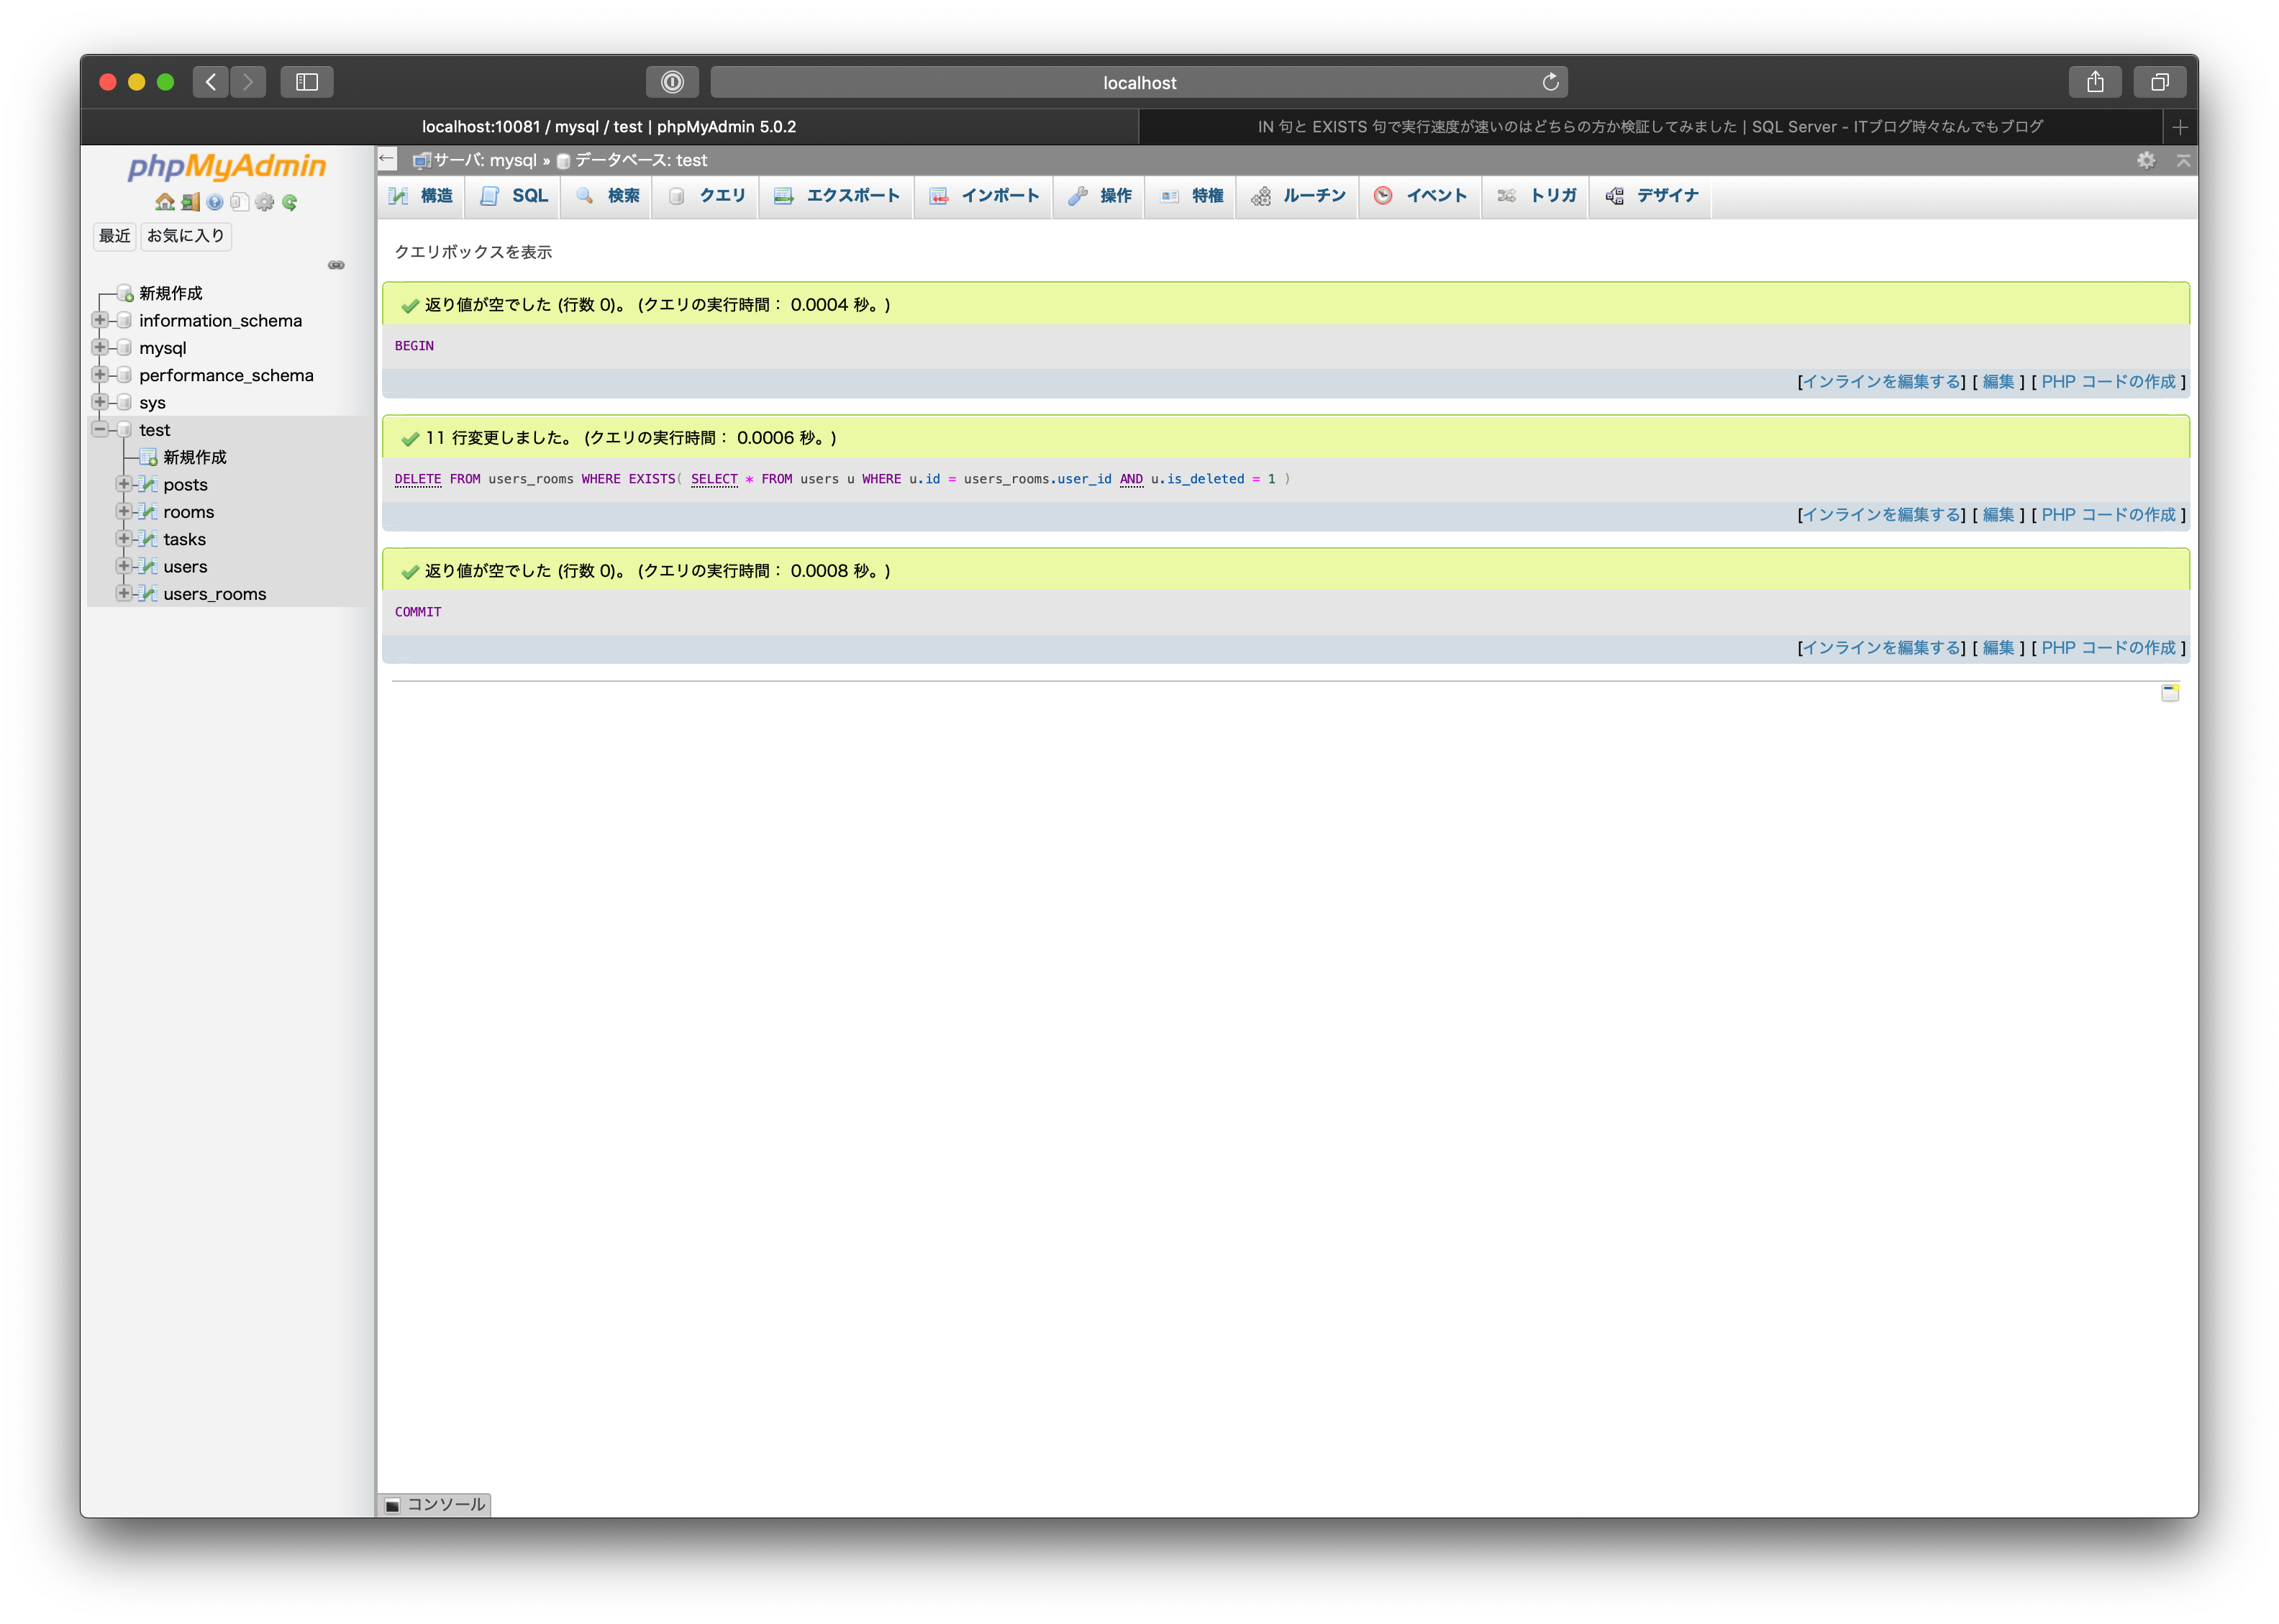 localhost
localhost:10081 / mysql / test | phpMyAdmin 5.0.2
IN 句と EXISTS 句で実行速度が速いのはどちらの方か検証してみました | SQL Server - ITブログ時々なんでもブログ
phpMyAdmin
最近 お気に入り
新規作成
information_schema
mysql
performance_schema
sys
test
新規作成
posts
rooms
tasks
users
users_rooms
サーバ: mysql » データベース: test
構造 SQL 検索 クエリ エクスポート インポート 操作 特権 ルーチン イベント トリガ デザイナ
クエリボックスを表示
返り値が空でした (行数 0)。 (クエリの実行時間： 0.0004 秒。)
BEGIN
[インラインを編集する] [ 編集 ] [ PHP コードの作成 ]
11 行変更しました。 (クエリの実行時間： 0.0006 秒。)
DELETE FROM users_rooms WHERE EXISTS( SELECT * FROM users u WHERE u.id = users_rooms.user_id AND u.is_deleted = 1 )
[インラインを編集する] [ 編集 ] [ PHP コードの作成 ]
返り値が空でした (行数 0)。 (クエリの実行時間： 0.0008 秒。)
COMMIT
[インラインを編集する] [ 編集 ] [ PHP コードの作成 ]
コンソール